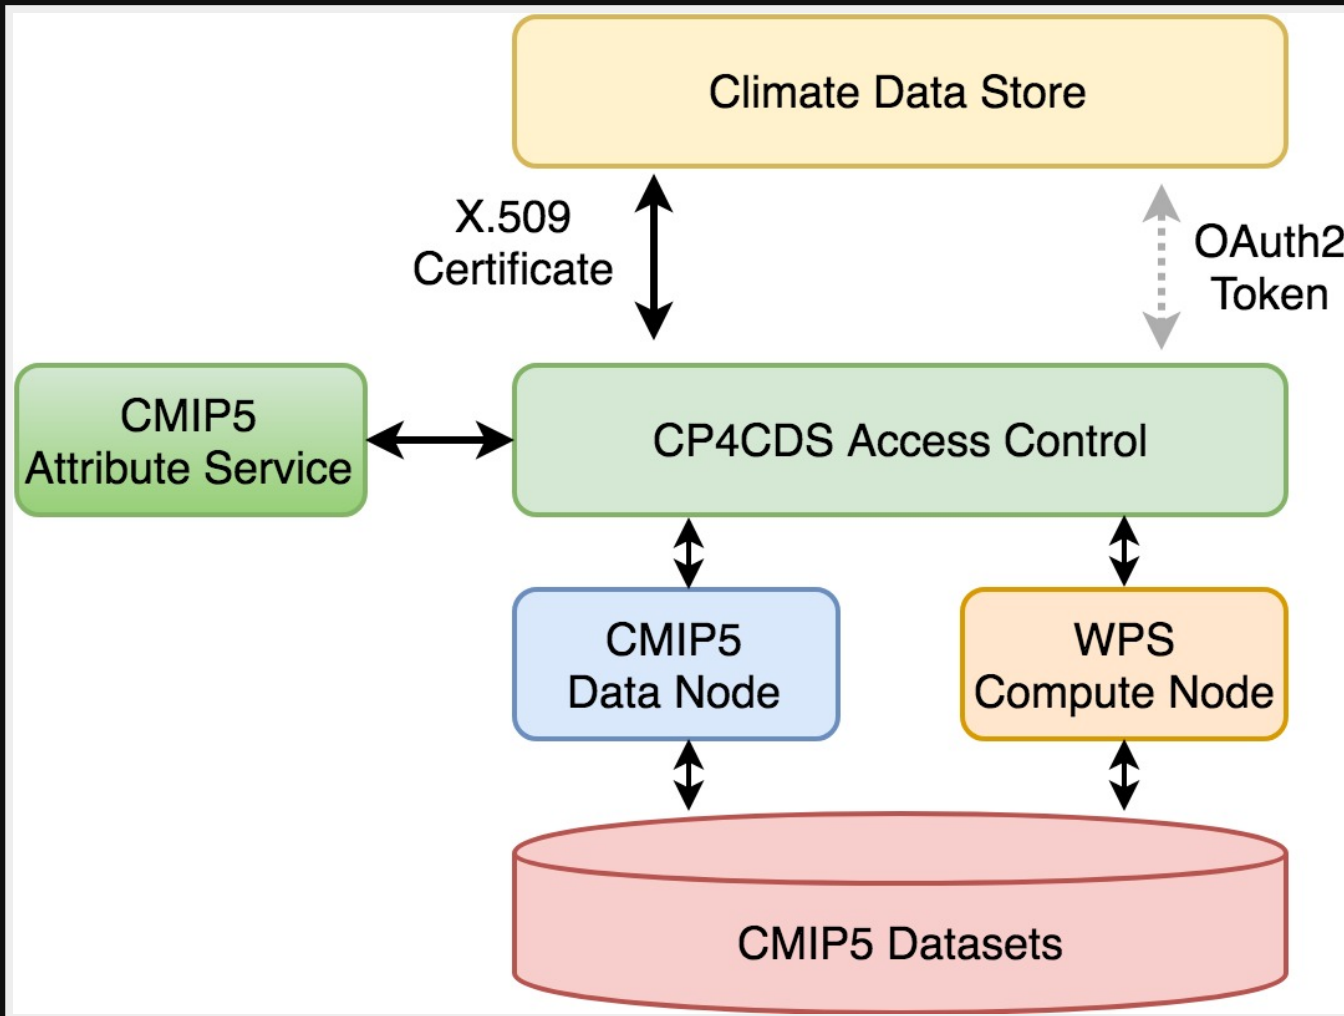 Climate Data Store
X.509
Certificate
OAuth2
Token
CMIP5
Attribute Service
CP4CDS Access Control
CMIP5
Data Node
WPS
Compute Node
CMIP5 Datasets